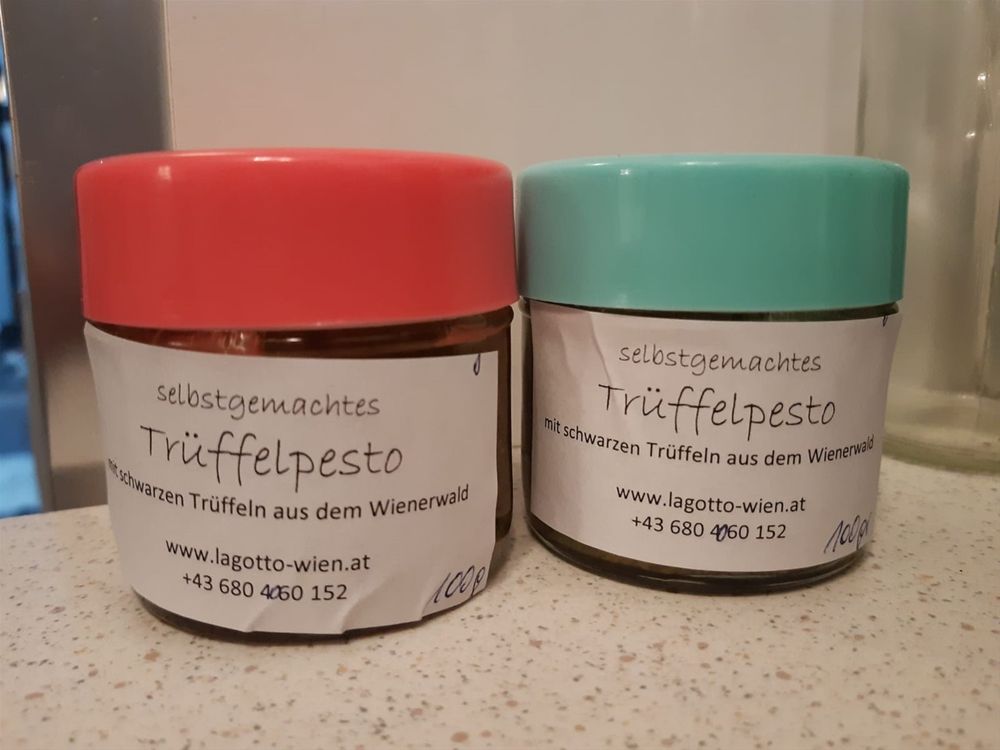 selbstgemachtes
Trüffelpesto
mit schwarzen Trüffeln aus dem Wienerwald
www.lagotto-wien.at
+43 680 4060 152
100g
selbstgemachtes
Trüffelpesto
mit schwarzen Trüffeln aus dem Wienerwald
www.lagotto-wien.at
+43 680 4060 152
100g